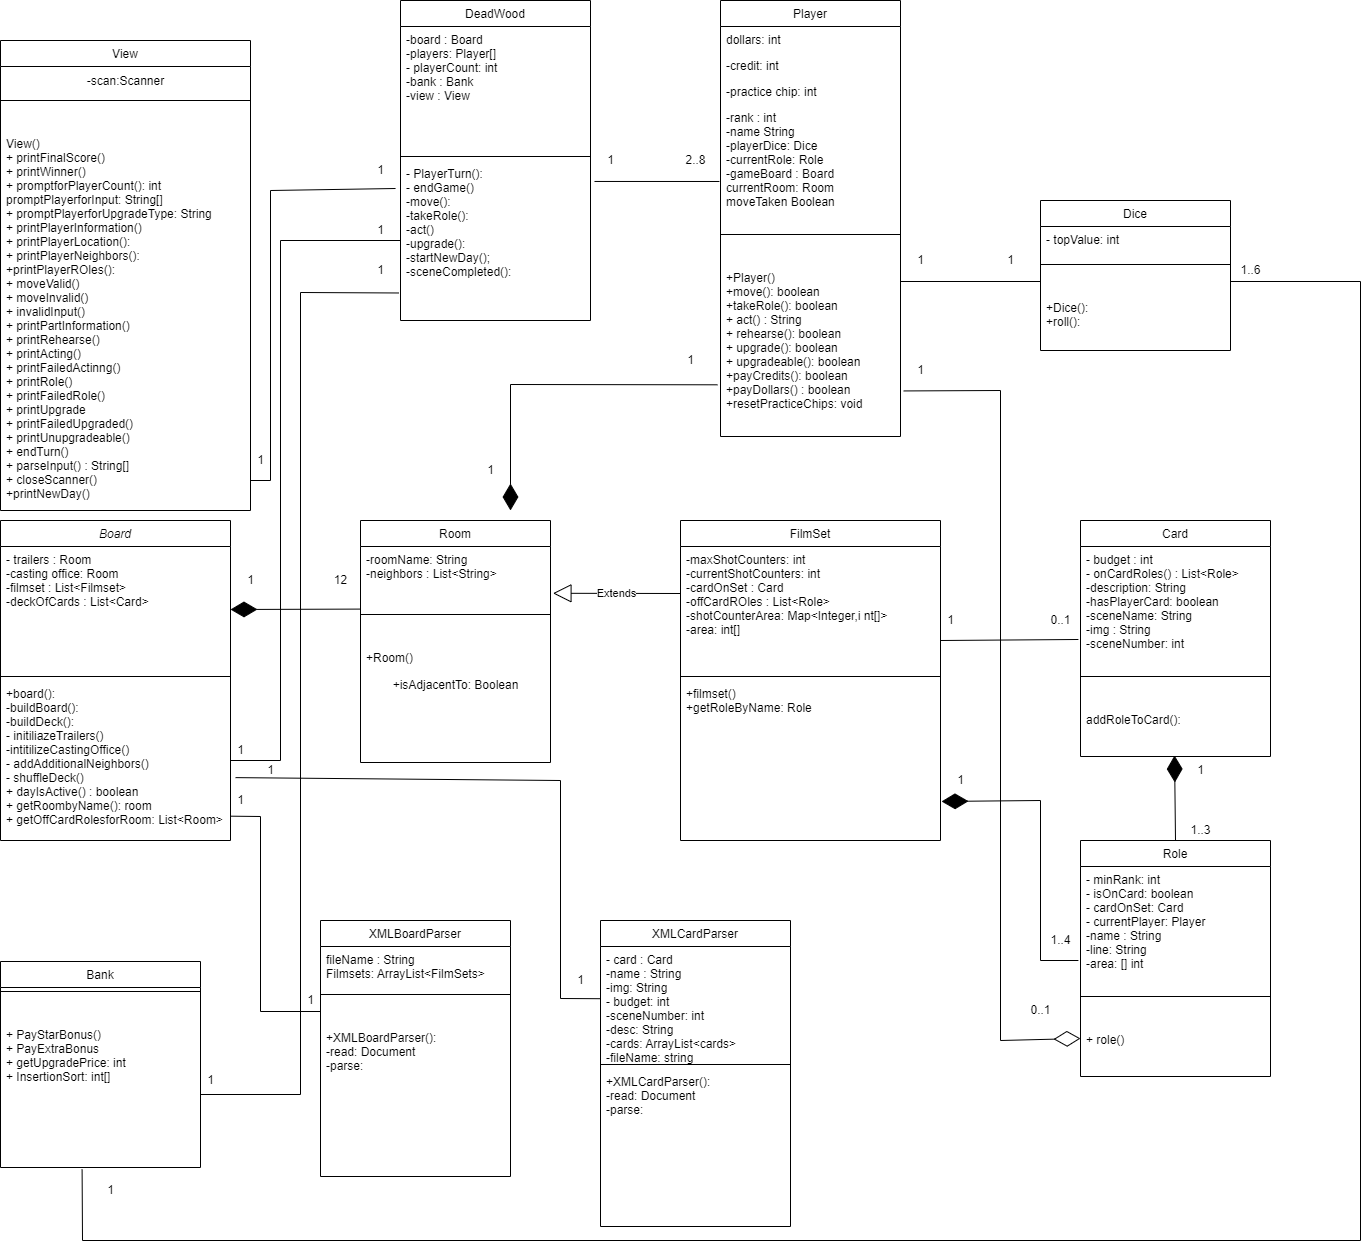 View
-scan:Scanner
View()
+ printFinalScore()
+ printWinner()
+ promptforPlayerCount(): int
promptPlayerforInput: String[]
+ promptPlayerforUpgradeType: String
+ printPlayerInformation()
+ printPlayerLocation():
+ printPlayerNeighbors():
+printPlayerROles():
+ moveValid()
+ moveInvalid()
+ invalidInput()
+ printPartInformation()
+ printRehearse()
+ printActing()
+ printFailedActinng()
+ printRole()
+ printFailedRole()
+ printUpgrade
+ printFailedUpgraded()
+ printUnupgradeable()
+ endTurn()
+ parseInput() : String[]
+ closeScanner()
+printNewDay()
DeadWood
-board : Board
-players: Player[]
- playerCount: int
-bank : Bank
-view : View
- PlayerTurn():
- endGame()
-move():
-takeRole():
-act()
-upgrade():
-startNewDay();
-sceneCompleted():
Player
dollars: int
-credit: int
-practice chip: int
-rank : int
-name String
-playerDice: Dice
-currentRole: Role
-gameBoard : Board
currentRoom: Room
moveTaken Boolean
+Player()
+move(): boolean
+takeRole(): boolean
+ act() : String
+ rehearse(): boolean
+ upgrade(): boolean
+ upgradeable(): boolean
+payCredits(): boolean
+payDollars() : boolean
+resetPracticeChips: void
Dice
- topValue: int
+Dice():
+roll():
1
1
1
1
1
2..8
1
1
1..6
1
1
1
Board
- trailers : Room
-casting office: Room
-filmset : List<Filmset>
-deckOfCards : List<Card>
+board():
-buildBoard():
-buildDeck():
- initiliazeTrailers()
-intitilizeCastingOffice()
- addAdditionalNeighbors()
- shuffleDeck()
+ dayIsActive() : boolean
+ getRoombyName(): room
+ getOffCardRolesforRoom: List<Room>
1
12
1
1
1
Room
-roomName: String
-neighbors : List<String>
+Room()
+isAdjacentTo: Boolean
Extends
FilmSet
-maxShotCounters: int
-currentShotCounters: int
-cardOnSet : Card
-offCardROles : List<Role>
-shotCounterArea: Map<Integer,i nt[]>
-area: int[]
+filmset()
+getRoleByName: Role
1
0..1
Card
- budget : int
- onCardRoles() : List<Role>
-description: String
-hasPlayerCard: boolean
-sceneName: String
-img : String
-sceneNumber: int
addRoleToCard():
1
1
1..3
Role
- minRank: int
- isOnCard: boolean
- cardOnSet: Card
- currentPlayer: Player
-name : String
-line: String
-area: [] int
+ role()
1..4
0..1
Bank
+ PayStarBonus()
+ PayExtraBonus
+ getUpgradePrice: int
+ InsertionSort: int[]
1
1
XMLBoardParser
fileName : String
Filmsets: ArrayList<FilmSets>
+XMLBoardParser():
-read: Document
-parse:
1
XMLCardParser
- card : Card
-name : String
-img: String
- budget: int
-sceneNumber: int
-desc: String
-cards: ArrayList<cards>
-fileName: string
+XMLCardParser():
-read: Document
-parse:
1